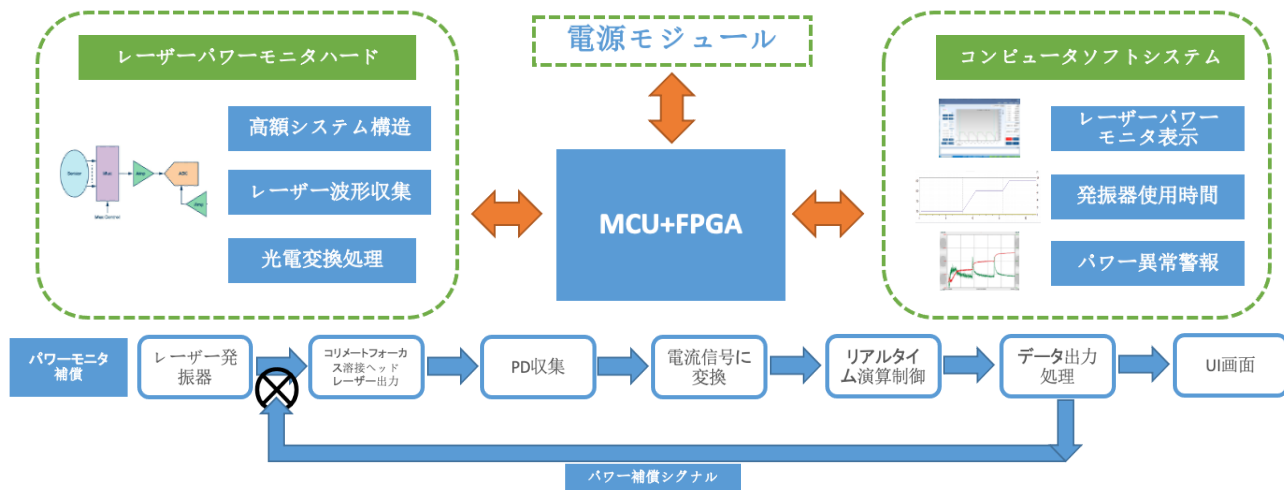 レーザーパワーモニタハード
高額システム構造
レーザー波形収集
光電変換処理
Sensor
Mux
Amp
ADC
Mux Control
電源モジュール
MCU+FPGA
コンピュータソフトシステム
レーザーパワー
モニタ表示
発振器使用時間
パワー異常警報
パワーモニタ
補償
レーザー発
振器
コリメートフォーカ
ス溶接ヘッド
レーザー出力
PD収集
電流信号に
変換
リアルタイ
ム演算制御
データ出力
処理
UI画面
パワー補償シグナル